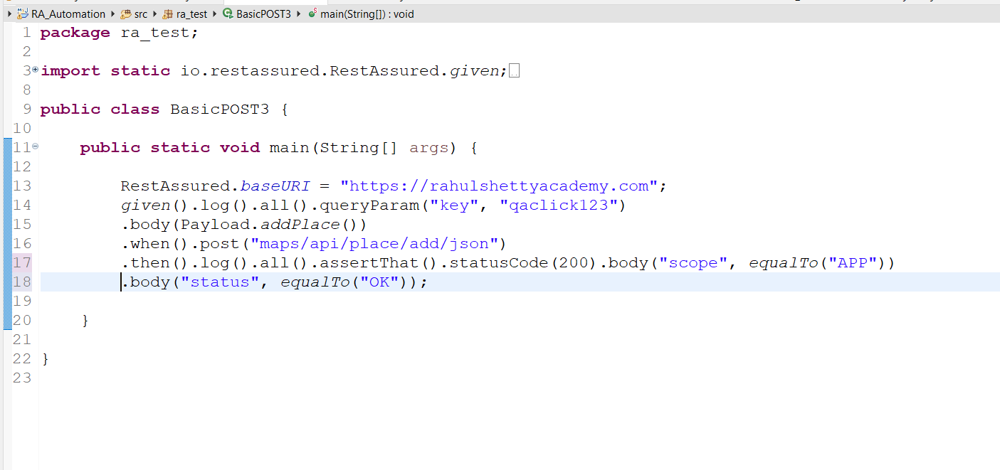 RA_Automation src ra_test BasicPOST3 main(String[]) : void
1 package ra_test;
2
3 import static io.restassured.RestAssured.given;
8
9 public class BasicPOST3 {
10
11 public static void main(String[] args) {
12
13 RestAssured.baseURI = "https://rahulshettyacademy.com";
14 given().log().all().queryParam("key", "qaclick123")
15 .body(Payload.addPlace())
16 .when().post("maps/api/place/add/json")
17 .then().log().all().assertThat().statusCode(200).body("scope", equalTo("APP"))
18 .body("status", equalTo("OK"));
19
20 }
21
22 }
23